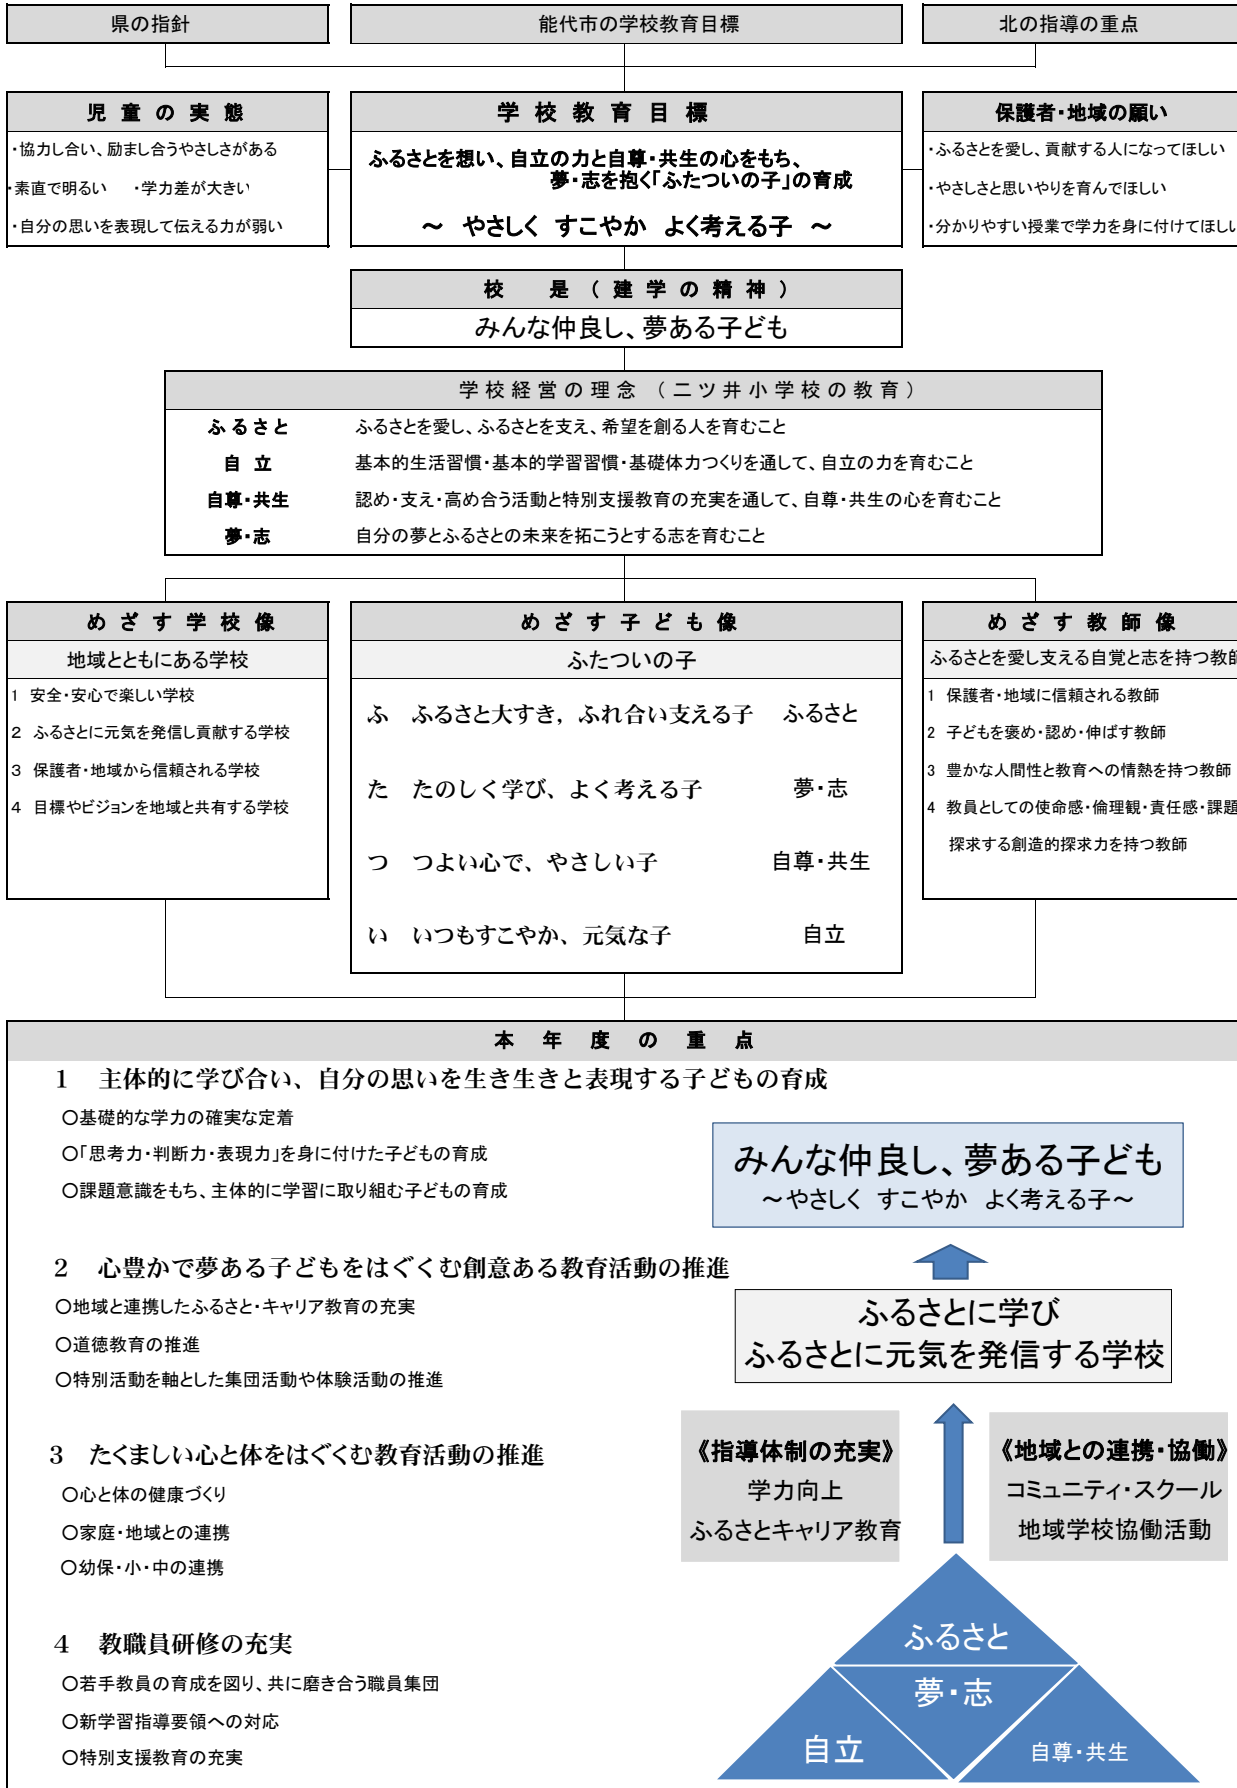 県の指針
能代市の学校教育目標
北の指導の重点
児童の実態
・協力し合い、励まし合うやさしさがある
・素直で明るい　・学力差が大きい
・自分の思いを表現して伝える力が弱い
学校教育目標
ふるさとを想い、自立の力と自尊・共生の心をもち、
夢・志を抱く「ふたついの子」の育成
～　やさしく　すこやか　よく考える子　～
保護者・地域の願い
・ふるさとを愛し、貢献する人になってほしい
・やさしさと思いやりを育んでほしい
・分かりやすい授業で学力を身に付けてほしい
校　是（建学の精神）
みんな仲良し、夢ある子ども
学校経営の理念（二ツ井小学校の教育）
ふるさと　ふるさとを愛し、ふるさとを支え、希望を創る人を育むこと
自立　基本的生活習慣・基本的学習習慣・基礎体力つくりを通して、自立の力を育むこと
自尊・共生　認め・支え・高め合う活動と特別支援教育の充実を通して、自尊・共生の心を育むこと
夢・志　自分の夢とふるさとの未来を拓こうとする志を育むこと
めざす学校像
地域とともにある学校
1　安全・安心で楽しい学校
2　ふるさとに元気を発信し貢献する学校
3　保護者・地域から信頼される学校
4　目標やビジョンを地域と共有する学校
めざす子ども像
ふたついの子
ふ　ふるさと大すき，ふれ合い支える子　ふるさと
た　たのしく学び、よく考える子　夢・志
つ　つよい心で、やさしい子　自尊・共生
い　いつもすこやか、元気な子　自立
めざす教師像
ふるさとを愛し支える自覚と志を持つ教師
1　保護者・地域に信頼される教師
2　子どもを褒め・認め・伸ばす教師
3　豊かな人間性と教育への情熱を持つ教師
4　教員としての使命感・倫理観・責任感・課題
探求する創造的探求力を持つ教師
本年度の重点
1　主体的に学び合い、自分の思いを生き生きと表現する子どもの育成
○基礎的な学力の確実な定着
○「思考力・判断力・表現力」を身に付けた子どもの育成
○課題意識をもち、主体的に学習に取り組む子どもの育成
2　心豊かで夢ある子どもをはぐくむ創意ある教育活動の推進
○地域と連携したふるさと・キャリア教育の充実
○道徳教育の推進
○特別活動を軸とした集団活動や体験活動の推進
3　たくましい心と体をはぐくむ教育活動の推進
○心と体の健康づくり
○家庭・地域との連携
○幼保・小・中の連携
4　教職員研修の充実
○若手教員の育成を図り、共に磨き合う職員集団
○新学習指導要領への対応
○特別支援教育の充実
みんな仲良し、夢ある子ども
～やさしく　すこやか　よく考える子～
ふるさとに学び
ふるさとに元気を発信する学校
《指導体制の充実》
学力向上
ふるさとキャリア教育
《地域との連携・協働》
コミュニティ・スクール
地域学校協働活動
ふるさと
夢・志
自立
自尊・共生